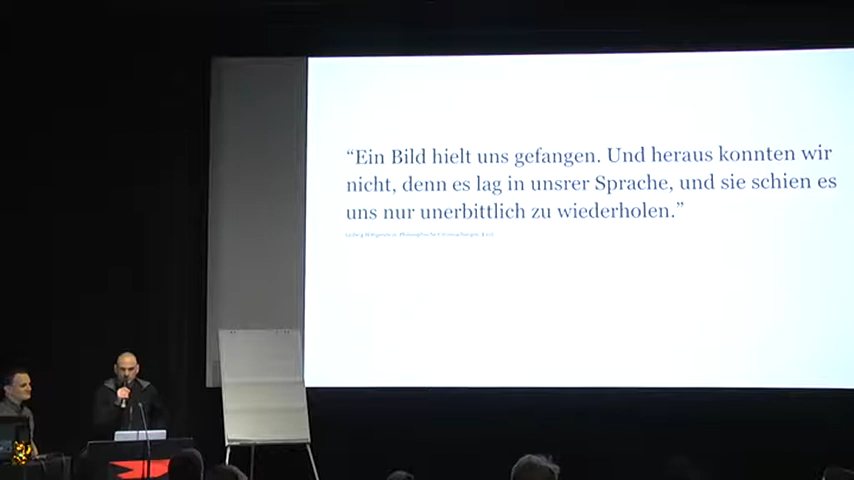 “Ein Bild hielt uns gefangen. Und heraus konnten wir
nicht, denn es lag in unsrer Sprache, und sie schien es
uns nur unerbittlich zu wiederholen.”